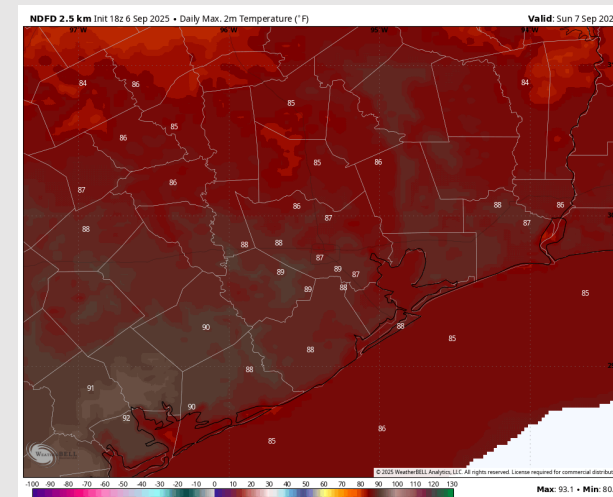 NDFD 2.5 km Init 18z 6 Sep 2025 • Daily Max. 2m Temperature (°F) Valid: Sun 7 Sep 202
97 W 96 W 95 W 94 W
84 86 85 84
86 85
85 86
87 86
86 87 88 87 86
88 88 88
87
89 89 87
89 88 85
90 88 85
88
88
91
92 90
85 86
WeatherBELL
© 2025 WeatherBELL Analytics, LLC. All rights reserved. License required for commercial distribut
-100 -90 -80 -70 -60 -50 -40 -30 -20 -10 0 10 20 30 40 50 60 70 80 90 100 110 120 130 Max: 93.1 • Min: 80.